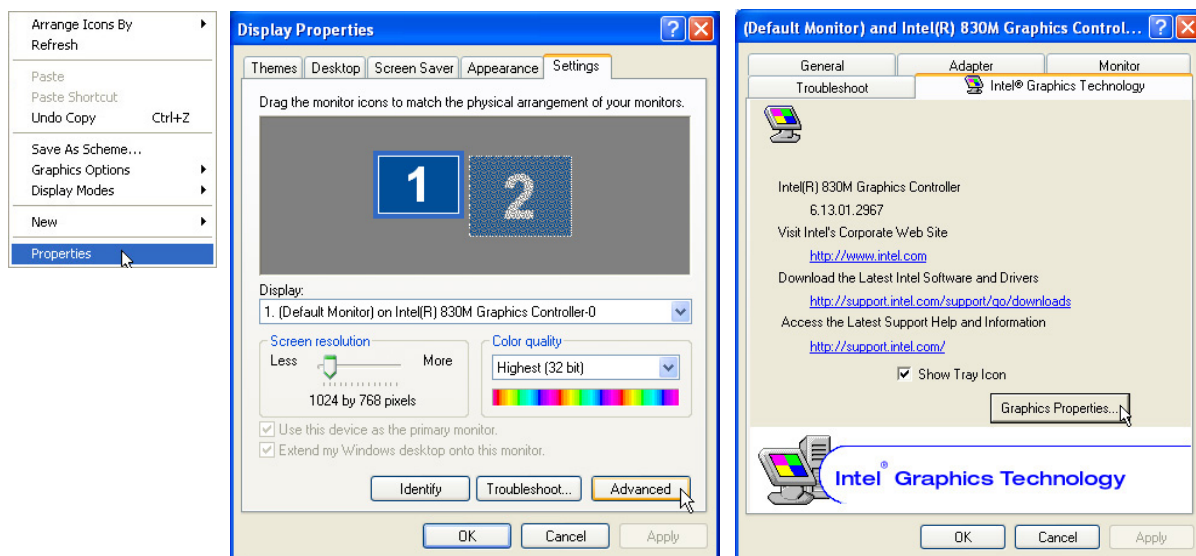 Arrange Icons By
Refresh
Paste
Paste Shortcut
Undo Copy Ctrl+Z
Save As Scheme...
Graphics Options
Display Modes
New
Properties
Display Properties
Themes Desktop Screen Saver Appearance Settings
Drag the monitor icons to match the physical arrangement of your monitors.
1 2
Display:
1. (Default Monitor) on Intel(R) 830M Graphics Controller-0
Screen resolution
Less More
1024 by 768 pixels
Color quality
Highest (32 bit)
Use this device as the primary monitor.
Extend my Windows desktop onto this monitor.
Identify Troubleshoot... Advanced
OK Cancel Apply
(Default Monitor) and Intel(R) 830M Graphics Control...
General Adapter Monitor
Troubleshoot Intel® Graphics Technology
Intel(R) 830M Graphics Controller
6.13.01.2967
Visit Intel's Corporate Web Site
http://www.intel.com
Download the Latest Intel Software and Drivers
http://support.intel.com/support/go/downloads
Access the Latest Support Help and Information
http://support.intel.com/
Show Tray Icon
Graphics Properties...
Intel® Graphics Technology
OK Cancel Apply